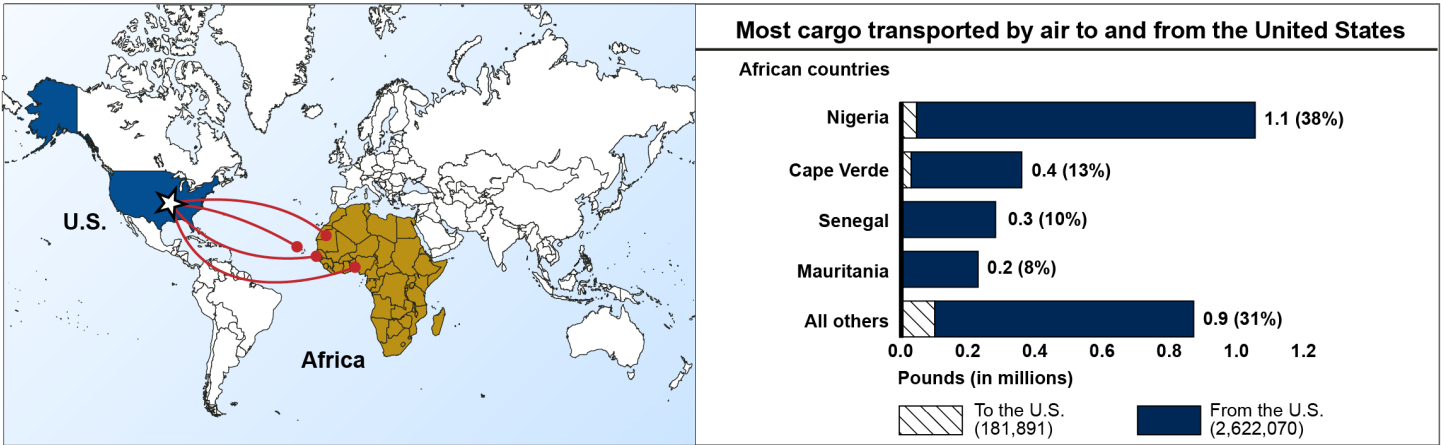 U.S.
Africa
Most cargo transported by air to and from the United States
African countries
Nigeria
1.1 (38%)
Cape Verde
0.4 (13%)
Senegal
0.3 (10%)
Mauritania
0.2 (8%)
All others
0.9 (31%)
0.0 0.2 0.4 0.6 0.8 1.0 1.2
Pounds (in millions)
To the U.S.
(181,891)
From the U.S.
(2,622,070)